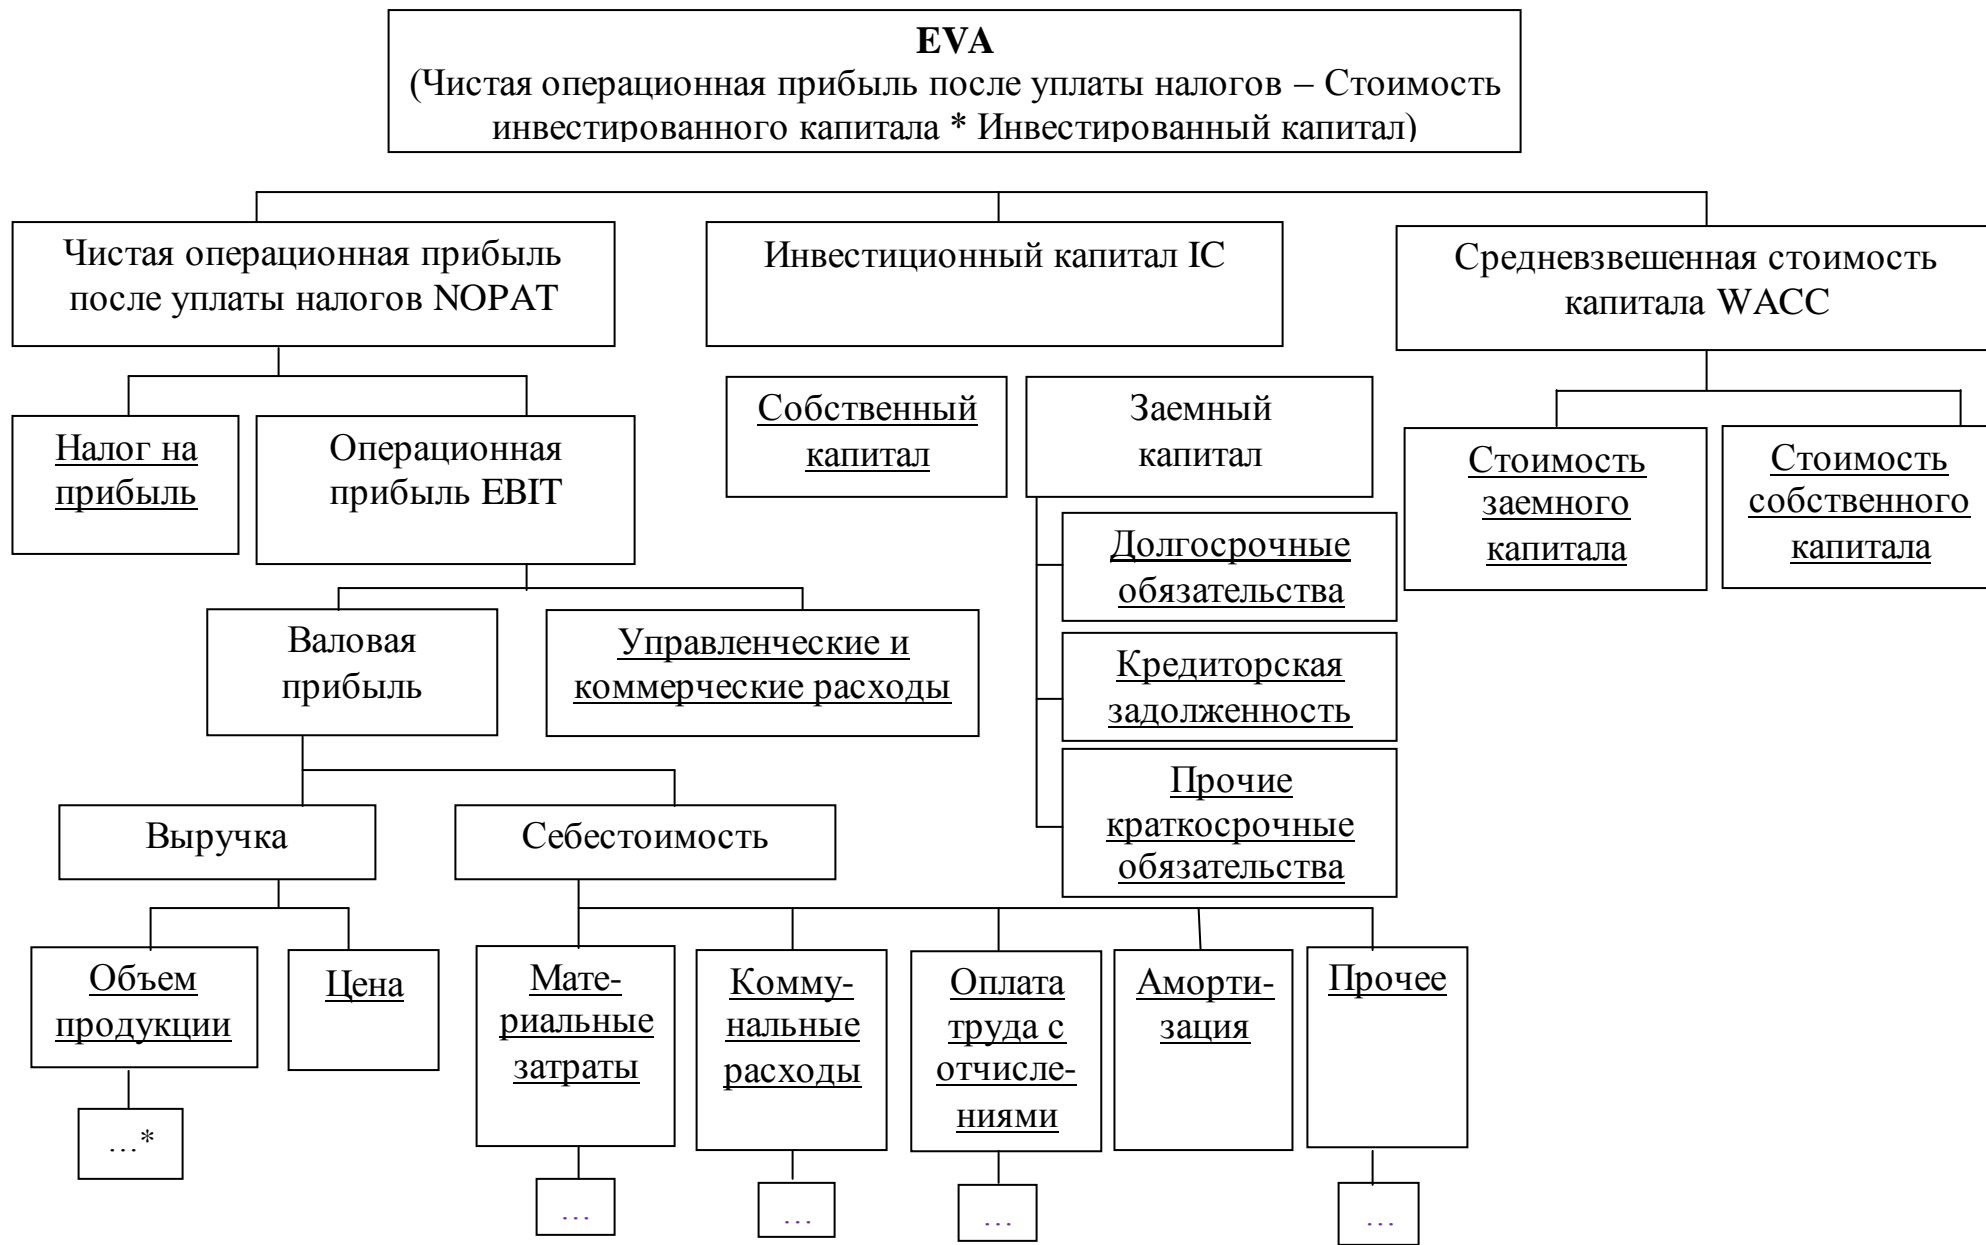 EVA
(Чистая операционная прибыль после уплаты налогов – Стоимость
инвестированного капитала * Инвестированный капитал)
Чистая операционная прибыль
после уплаты налогов NOPAT
Инвестиционный капитал IC
Средневзвешенная стоимость
капитала WACC
Налог на
прибыль
Операционная
прибыль EBIT
Собственный
капитал
Заемный
капитал
Стоимость
заемного
капитала
Стоимость
собственного
капитала
Долгосрочные
обязательства
Валовая
прибыль
Управленческие и
коммерческие расходы
Кредиторская
задолженность
Прочие
краткосрочные
обязательства
Выручка
Себестоимость
Объем
продукции
Цена
Мате-
риальные
затраты
Комму-
нальные
расходы
Оплата
труда с
отчисле-
ниями
Аморти-
зация
Прочее
…*
…
…
…
…